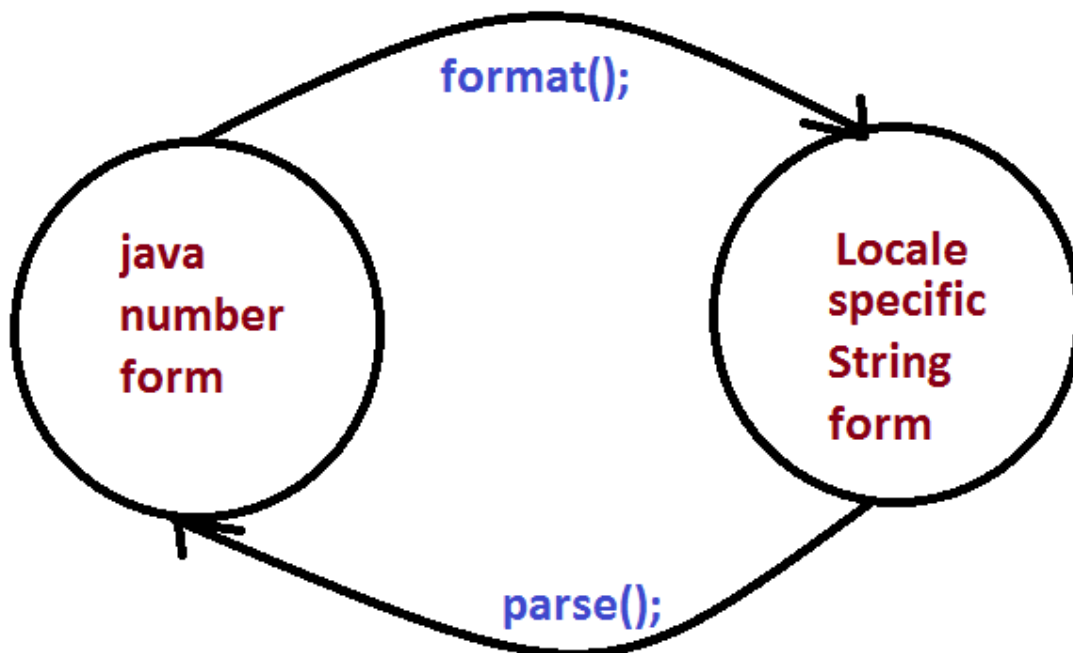 format();
java
number
form
Locale
specific
String
form
parse();